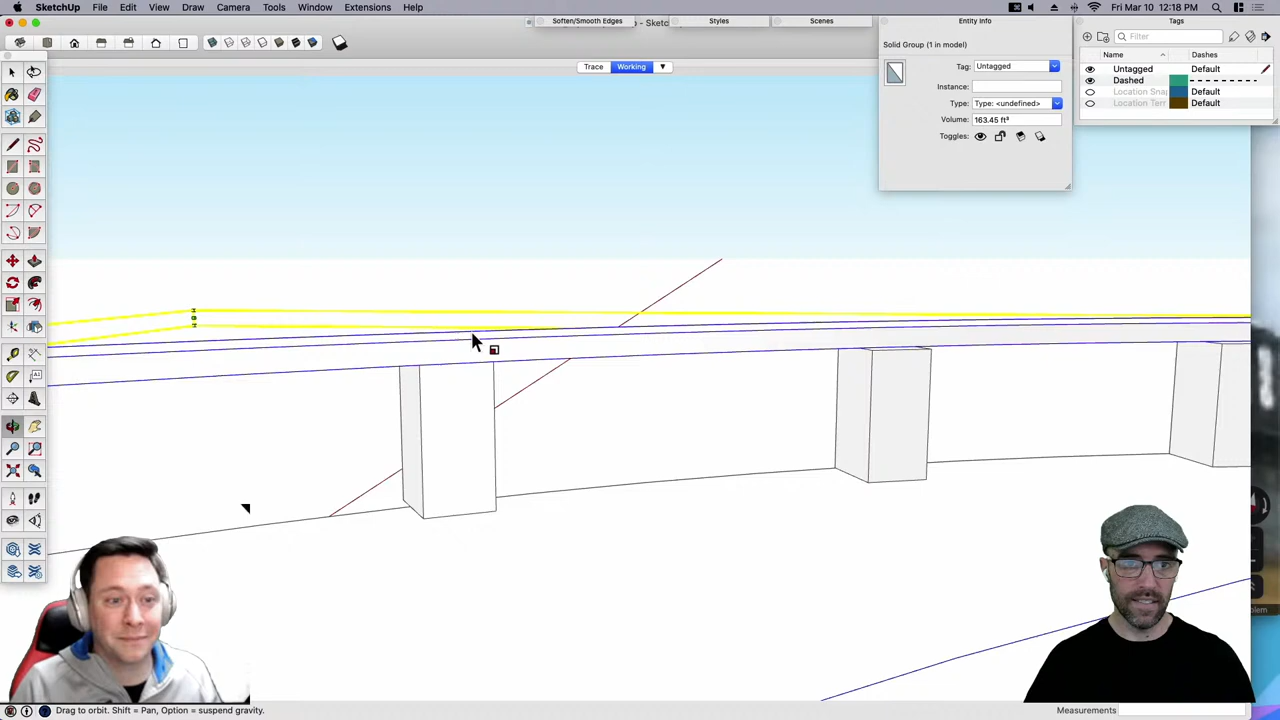 SketchUp File Edit View Draw Camera Tools Window Extensions Help
Fri Mar 10 12:18 PM
Soften/Smooth Edges
Styles
Scenes
Entity Info
Tags
Solid Group (1 in model)
Tag: Untagged
Instance:
Type: Type: <undefined>
Volume: 163.45 ft³
Toggles:
Filter
Name Dashes
Untagged Default
Dashed
Location Default
Location Default
Trace Working
Drag to orbit. Shift = Pan, Option = suspend gravity.
Measurements